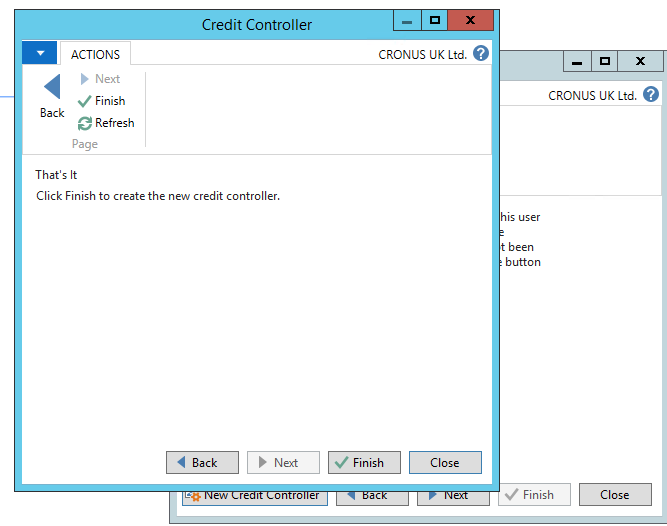 Credit Controller
ACTIONS
CRONUS UK Ltd.
Back
Next
Finish
Refresh
Page
That's It
Click Finish to create the new credit controller.
Back
Next
Finish
Close
CRONUS UK Ltd.
his user
been
button
New Credit Controller
Back
Next
Finish
Close